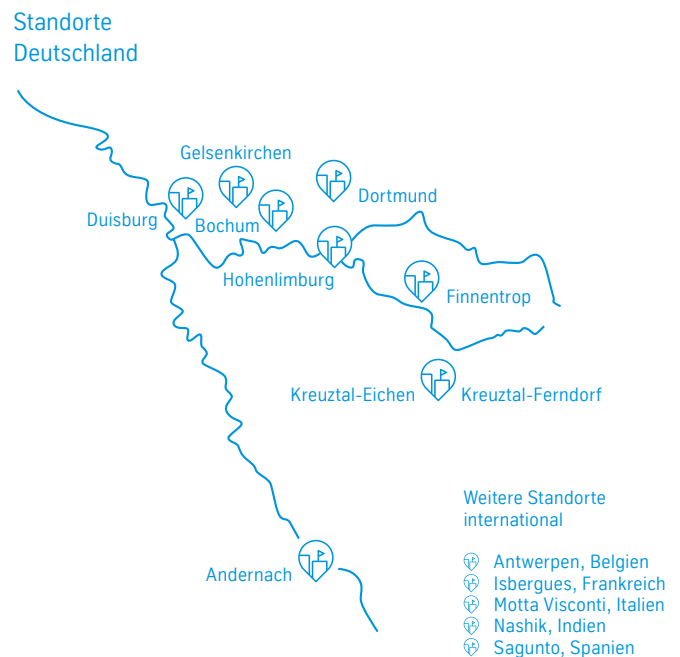 Standorte
Deutschland
Gelsenkirchen
Dortmund
Duisburg
Bochum
Hohenlimburg
Finnentrop
Kreuztal-Eichen
Kreuztal-Ferndorf
Andernach
Weitere Standorte
international
Antwerpen, Belgien
Isbergues, Frankreich
Motta Visconti, Italien
Nashik, Indien
Sagunto, Spanien